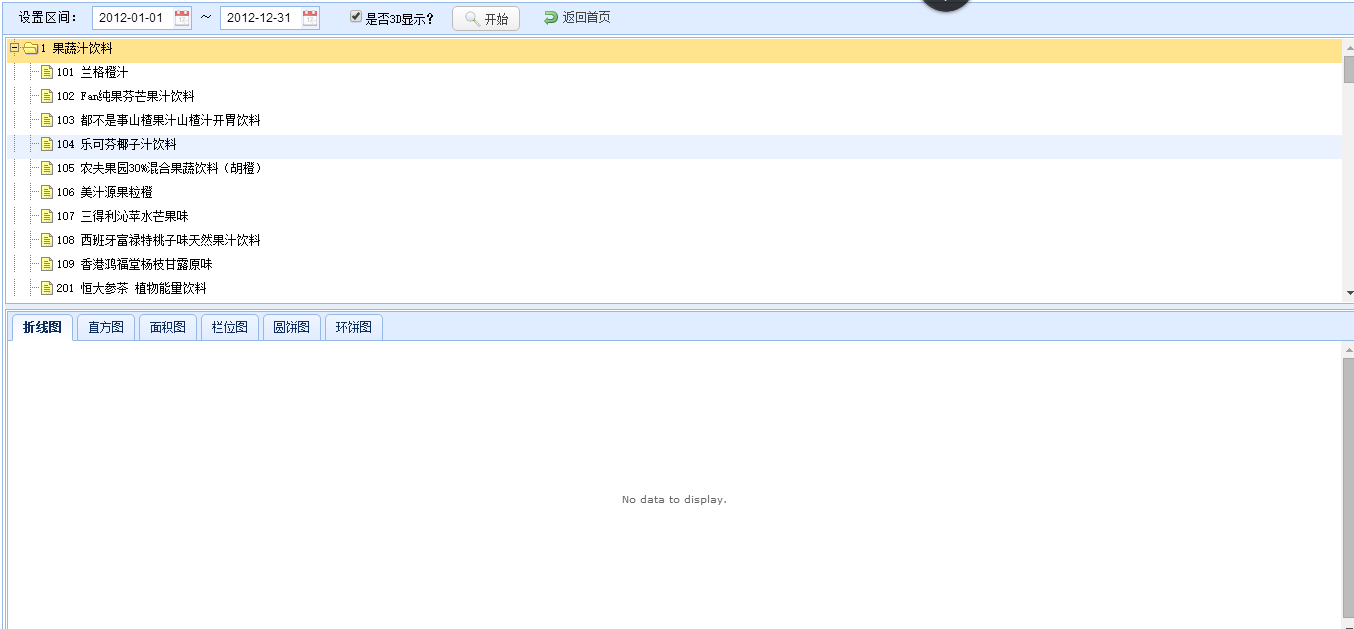 设置区间： 2012-01-01 ~ 2012-12-31 是否3D显示? 开始 返回首页
1 果蔬汁饮料
101 兰格橙汁
102 Fan纯果芬芒果汁饮料
103 都不是事山楂果汁山楂汁开胃饮料
104 乐可芬椰子汁饮料
105 农夫果园30%混合果蔬饮料（胡橙）
106 美汁源果粒橙
107 三得利沁苹水芒果味
108 西班牙富禄特桃子味天然果汁饮料
109 香港鸿福堂杨枝甘露原味
201 恒大参茶 植物能量饮料
折线图 直方图 面积图 栏位图 圆饼图 环饼图
No data to display.